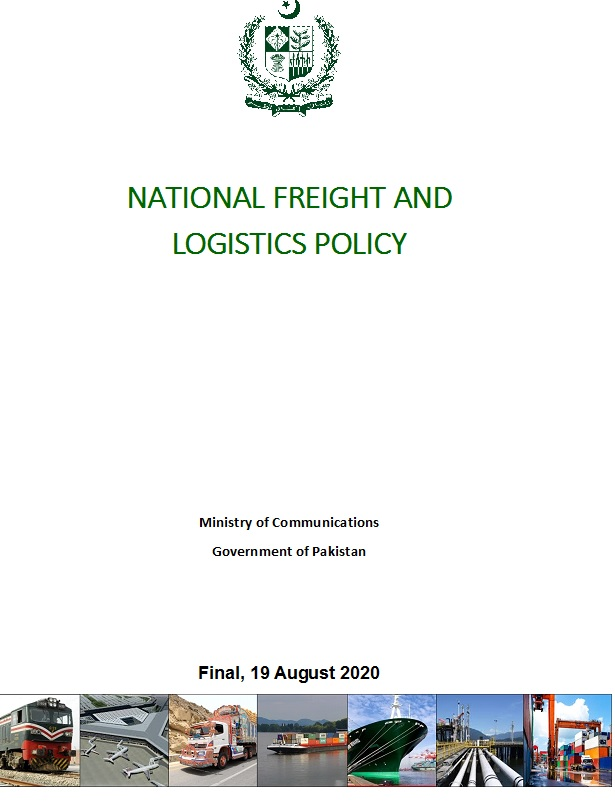 NATIONAL FREIGHT AND
LOGISTICS POLICY
Ministry of Communications
Government of Pakistan
Final, 19 August 2020